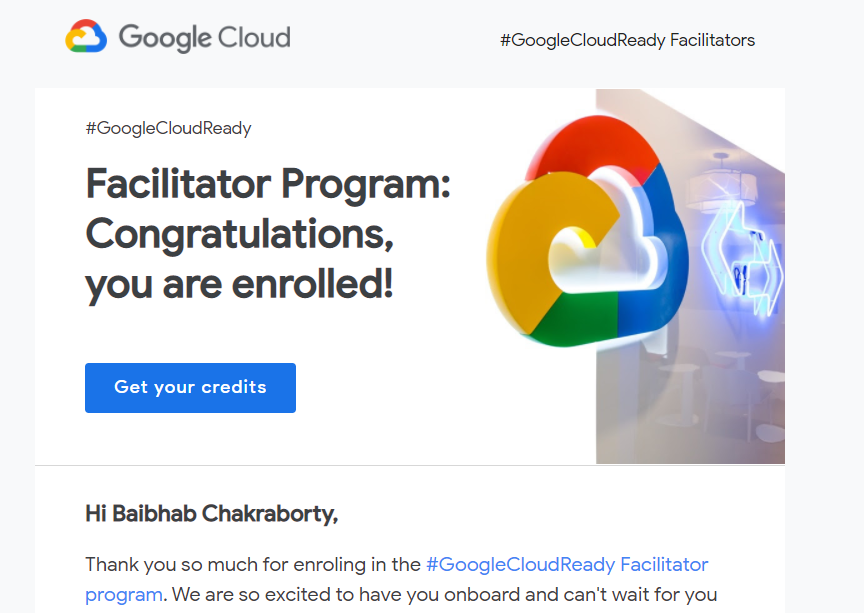 Google Cloud
#GoogleCloudReady Facilitators
#GoogleCloudReady
Facilitator Program:
Congratulations,
you are enrolled!
Get your credits
Hi Baibhab Chakraborty,
Thank you so much for enroling in the #GoogleCloudReady Facilitator
program. We are so excited to have you onboard and can't wait for you